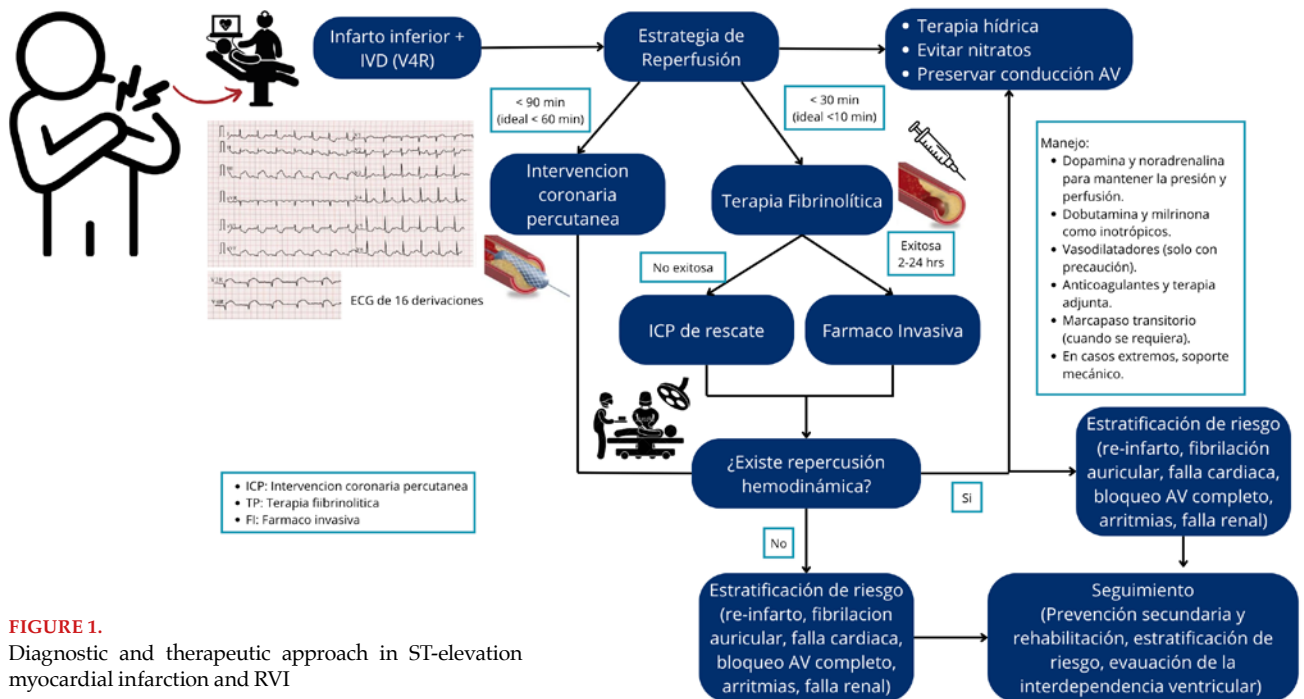 Infarto inferior +
IVD (V4R)
Estrategia de
Reperfusión
• Terapia hídrica
• Evitar nitratos
• Preservar conducción AV
< 90 min
(ideal < 60 min)
< 30 min
(ideal <10 min)
Intervencion
coronaria
percutanea
Terapia Fibrinolítica
Manejo:
• Dopamina y noradrenalina
para mantener la presión y
perfusión.
• Dobutamina y milrinona
como inotrópicos.
• Vasodilatadores (solo con
precaución).
• Anticoagulantes y terapia
adjunta.
• Marcapaso transitorio
(cuando se requiera).
• En casos extremos, soporte
mecánico.
No exitosa
Exitosa
2-24 hrs
ECG de 16 derivaciones
ICP de rescate
Farmaco Invasiva
¿Existe repercusión
hemodinámica?
Si
No
Estratificación de riesgo
(re-infarto, fibrilación
auricular, falla cardiaca,
bloqueo AV completo,
arritmias, falla renal)
• ICP: Intervencion coronaria percutanea
• TP: Terapia fiibrinolitica
• FI: Farmaco invasiva
Estratificación de riesgo
(re-infarto, fibrilacion
auricular, falla cardiaca,
bloqueo AV completo,
arritmias, falla renal)
Seguimiento
(Prevención secundaria y
rehabilitación, estratificación de
riesgo, evauación de la
interdependencia ventricular)
FIGURE 1.
Diagnostic and therapeutic approach in ST-elevation
myocardial infarction and RVI